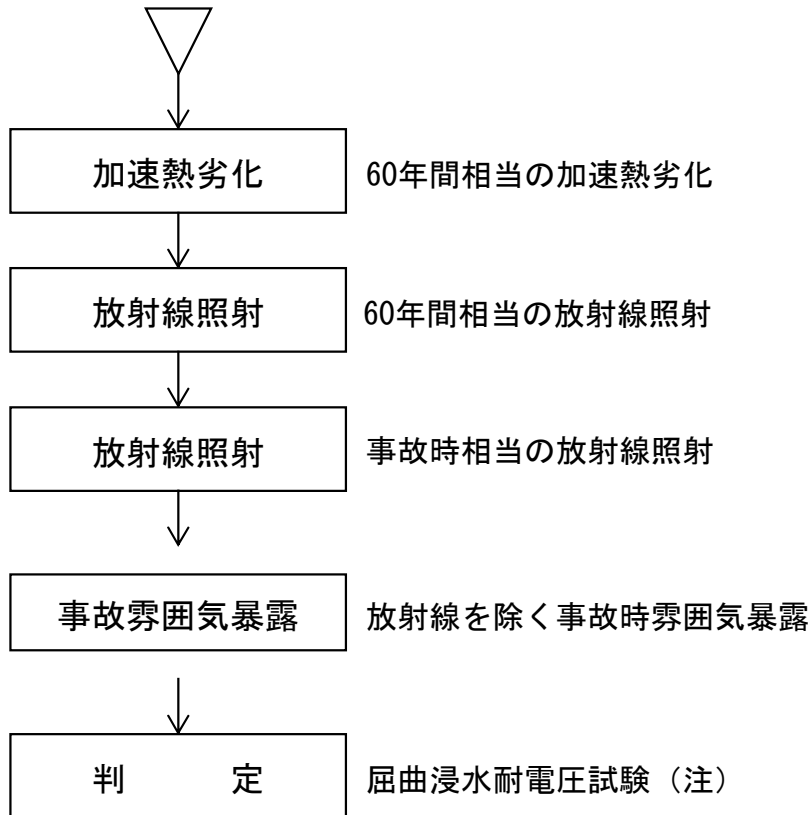 加速熱劣化 60年間相当の加速熱劣化
放射線照射 60年間相当の放射線照射
放射線照射 事故時相当の放射線照射
事故雰囲気暴露 放射線を除く事故時雰囲気暴露
判 定 屈曲浸水耐電圧試験（注）